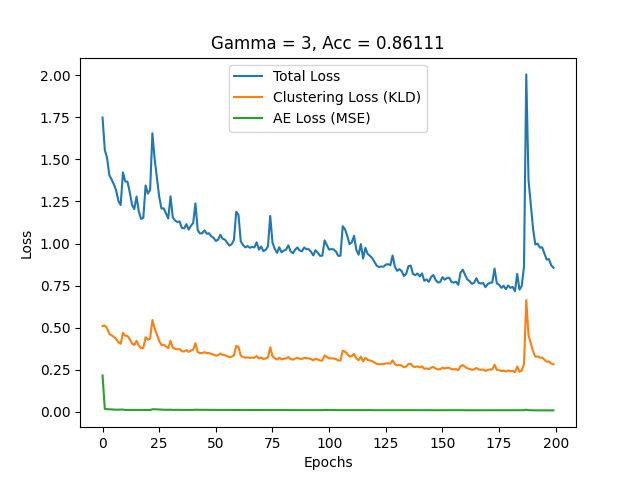 Gamma = 3, Acc = 0.86111
Total Loss
Clustering Loss (KLD)
AE Loss (MSE)
2.00
1.75
1.50
1.25
1.00
0.75
0.50
0.25
0.00
Loss
0 25 50 75 100 125 150 175 200
Epochs